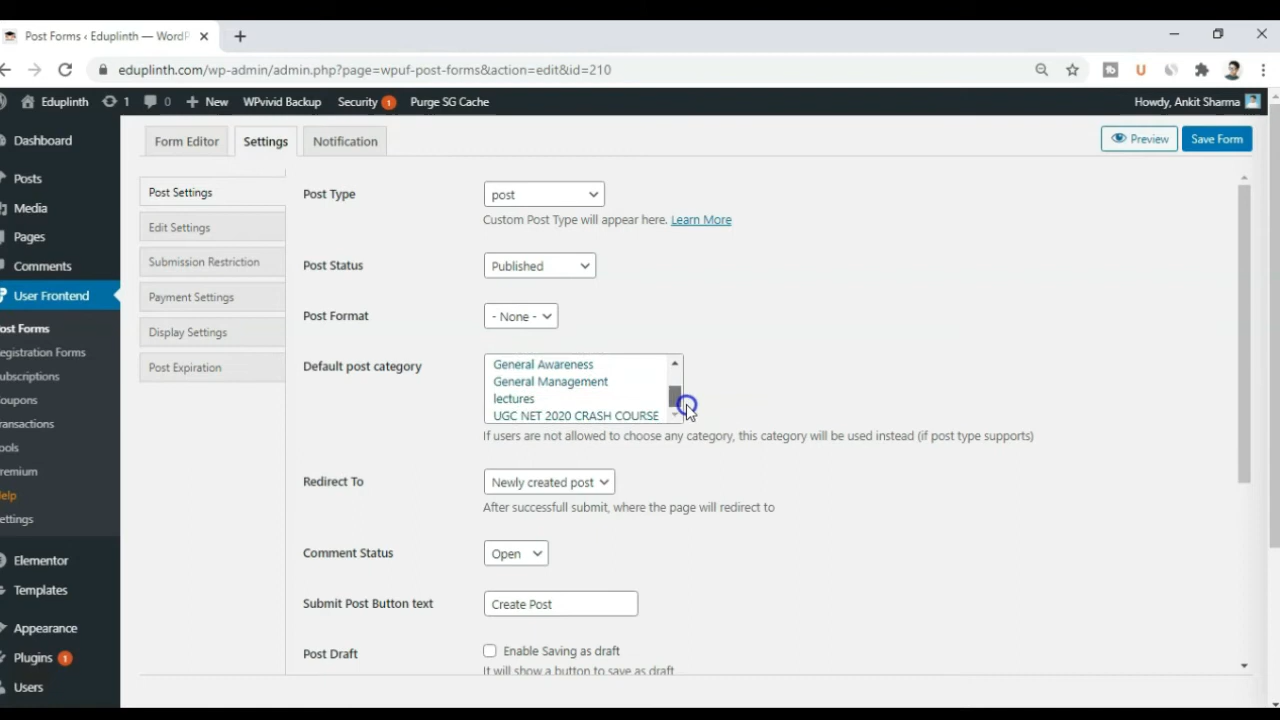 Post Forms ‹ Eduplinth — WordP
eduplinth.com/wp-admin/admin.php?page=wpuf-post-forms&action=edit&id=210
Eduplinth 1 0 New WPvivid Backup Security 1 Purge SG Cache Howdy, Ankit Sharma
Dashboard
Posts
Media
Pages
Comments
User Frontend
ost Forms
egistration Forms
ubscriptions
oupons
ransactions
ools
remium
elp
ettings
Elementor
Templates
Appearance
Plugins 1
Users
Form Editor Settings Notification Preview Save Form
Post Settings
Edit Settings
Submission Restriction
Payment Settings
Display Settings
Post Expiration
Post Type post
Custom Post Type will appear here. Learn More
Post Status Published
Post Format - None -
Default post category General Awareness
General Management
lectures
UGC NET 2020 CRASH COURSE
If users are not allowed to choose any category, this category will be used instead (if post type supports)
Redirect To Newly created post
After successfull submit, where the page will redirect to
Comment Status Open
Submit Post Button text Create Post
Post Draft Enable Saving as draft
It will show a button to save as draft